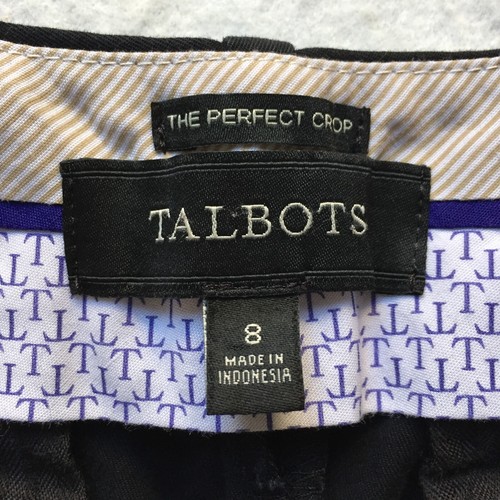 THE PERFECT CROP
TALBOTS
8
MADE IN
INDONESIA